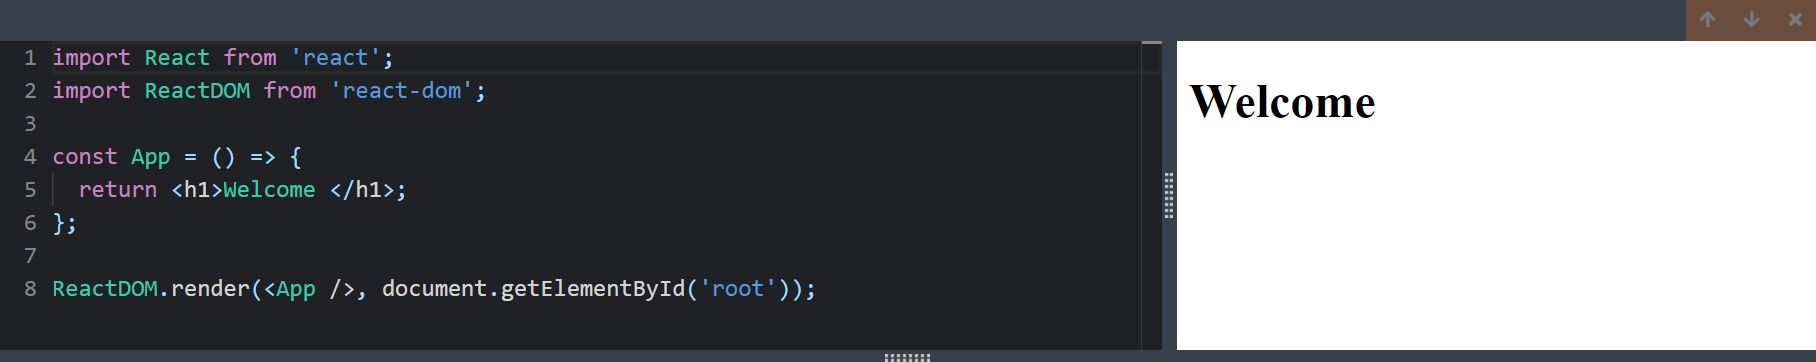 1 import React from 'react';
2 import ReactDOM from 'react-dom';
3
4 const App = () => {
5   return <h1>Welcome </h1>;
6 };
7
8 ReactDOM.render(<App />, document.getElementById('root'));
Welcome